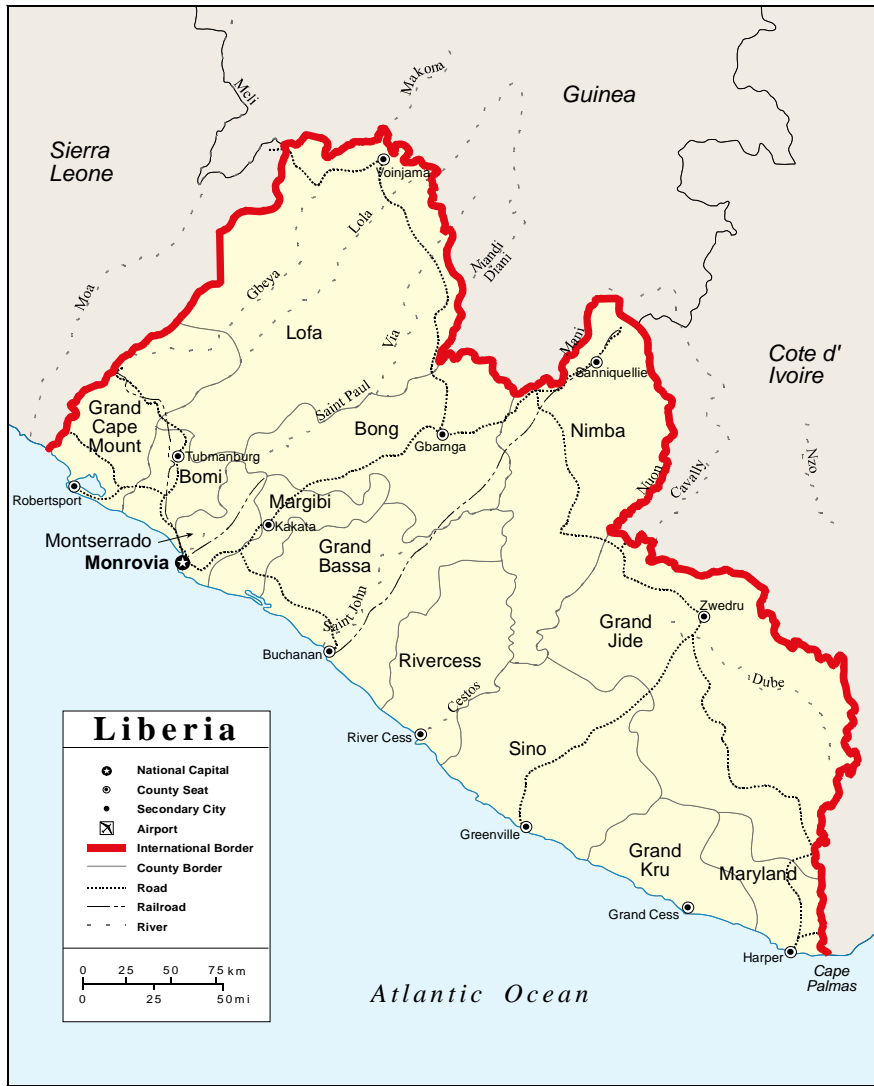 Meli
Makona
Guinea
Sierra
Leone
Voinjama
Lola
Niandi
Diani
Gbeya
Moa
Lofa
Via
Mani
Sanniquellie
Cote d'
Ivoire
Saint Paul
Grand
Cape
Mount
Bong
Gbarnga
Nimba
Tubmanburg
Bomi
Nuon
Cavally
Nzo
Robertsport
Margibi
Kakata
Montserrado
Monrovia
Grand
Bassa
Saint John
Zwedru
Grand
Jide
Buchanan
Rivercess
Dube
Cestos
River Cess
Sino
Greenville
Grand
Kru
Maryland
Grand Cess
Harper
Cape
Palmas
Atlantic Ocean
Liberia
National Capital
County Seat
Secondary City
Airport
International Border
County Border
Road
Railroad
River
0 25 50 75 km
0 25 50 mi